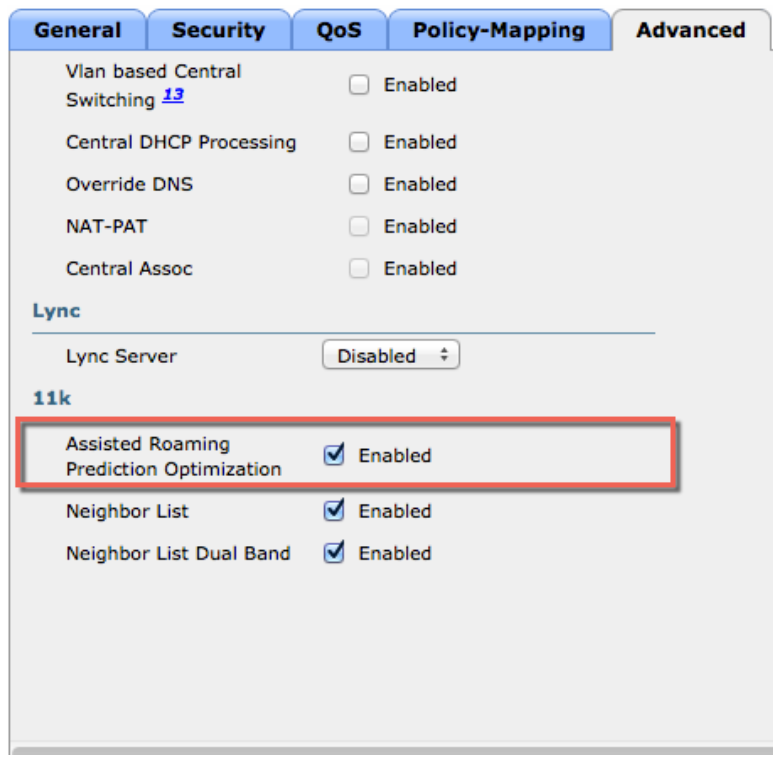 General Security QoS Policy-Mapping Advanced
Vlan based Central
Switching 13 Enabled
Central DHCP Processing Enabled
Override DNS Enabled
NAT-PAT Enabled
Central Assoc Enabled
Lync
Lync Server Disabled
11k
Assisted Roaming
Prediction Optimization Enabled
Neighbor List Enabled
Neighbor List Dual Band Enabled